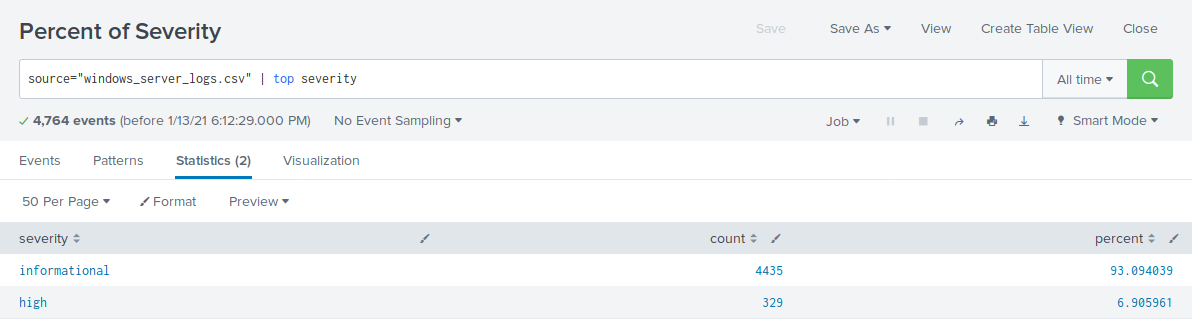 Percent of Severity
Save Save As View Create Table View Close
source="windows_server_logs.csv" | top severity
All time
4,764 events (before 1/13/21 6:12:29.000 PM) No Event Sampling Job Smart Mode
Events Patterns Statistics (2) Visualization
50 Per Page Format Preview
severity count percent
informational 4435 93.094039
high 329 6.905961